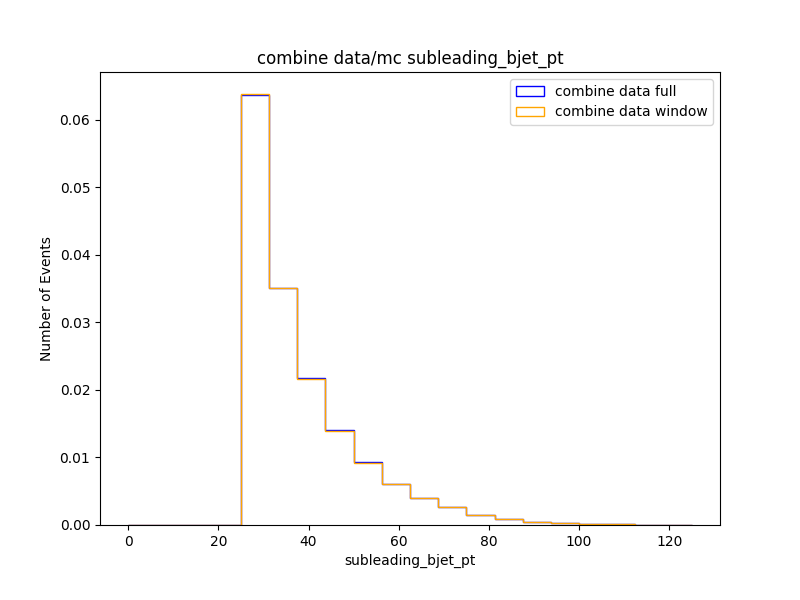 combine data/mc subleading_bjet_pt
combine data full
combine data window
0.06
0.05
0.04
0.03
0.02
0.01
0.00
Number of Events
0 20 40 60 80 100 120
subleading_bjet_pt